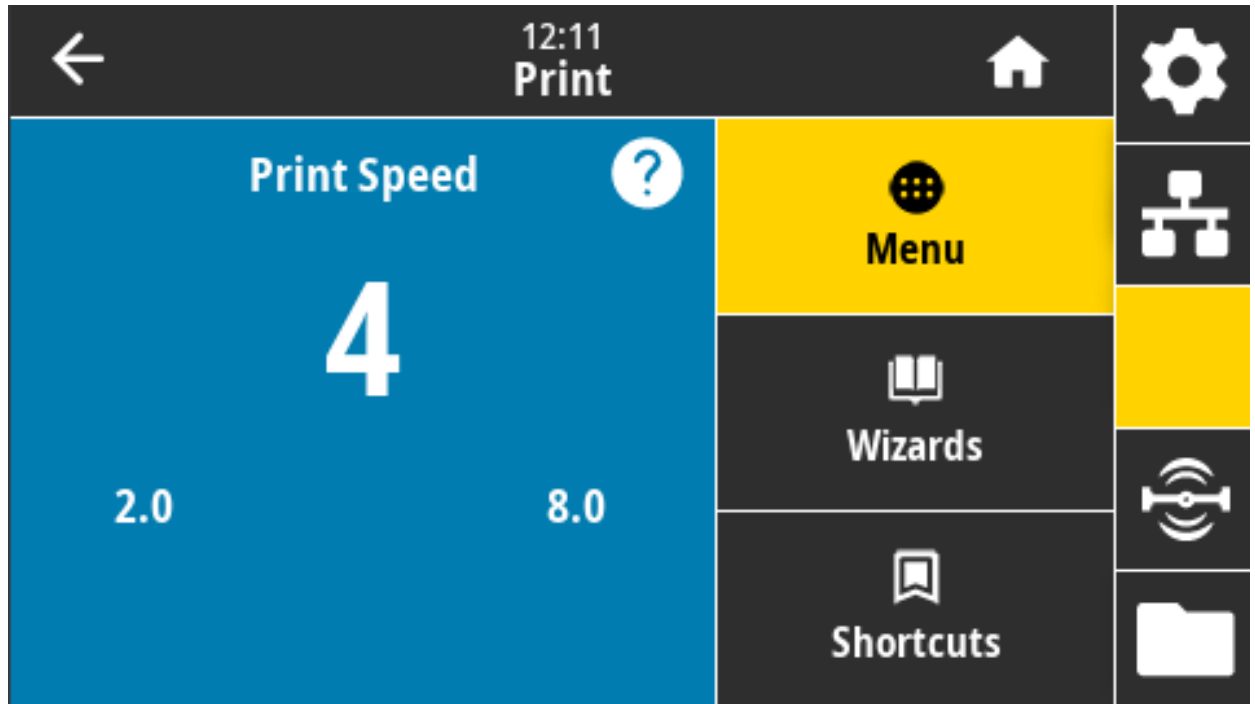 12:11
Print
Print Speed
?
4
2.0
8.0
Menu
Wizards
Shortcuts